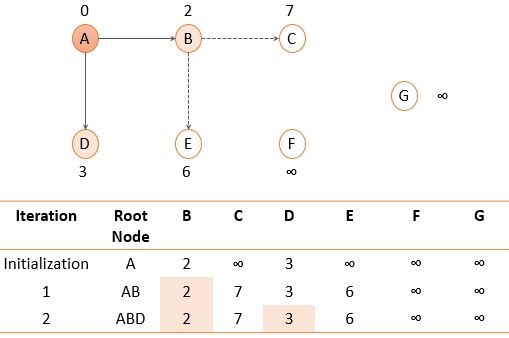 0 2 7
A B C
G ∞
D E F
3 6 ∞
Iteration Root Node B C D E F G
Initialization A 2 ∞ 3 ∞ ∞ ∞
1 AB 2 7 3 6 ∞ ∞
2 ABD 2 7 3 6 ∞ ∞